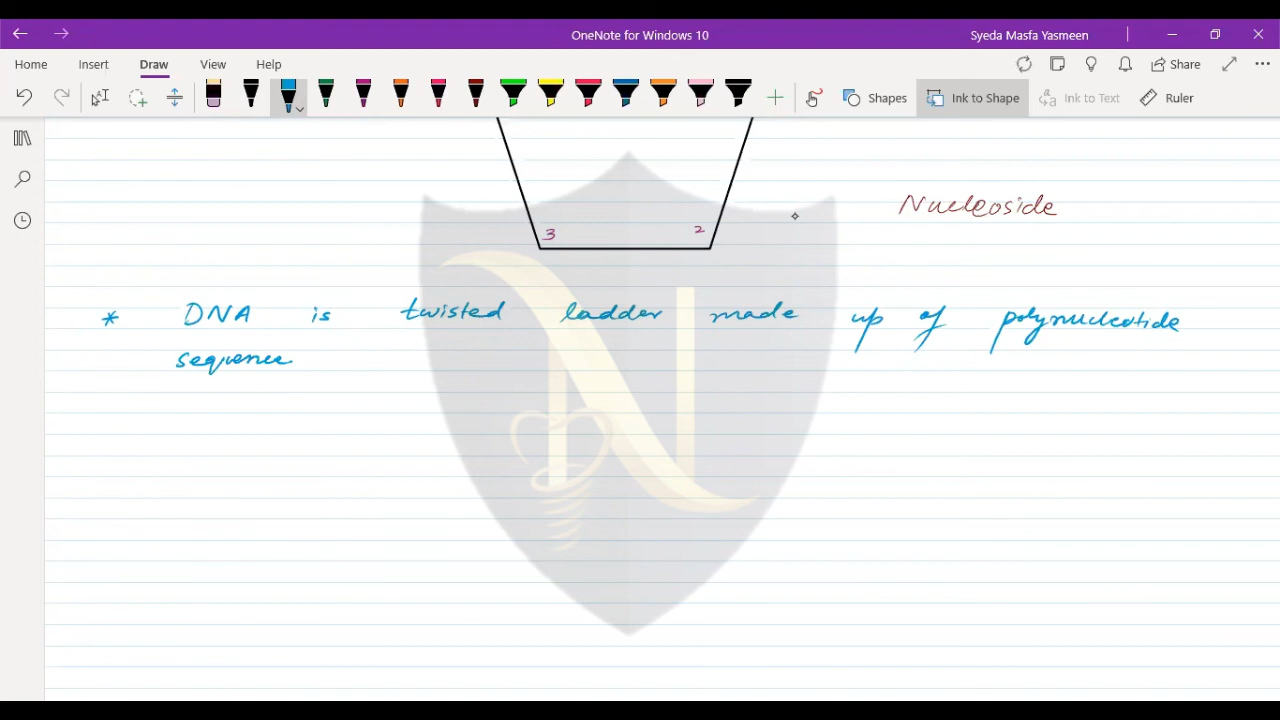 OneNote for Windows 10
Syeda Masfa Yasmeen
Home Insert Draw View Help
Share
Shapes
Ink to Shape
Ink to Text
Ruler
Nucleoside
3 2
* DNA is twisted ladder made up of polynucleotide
sequence
N